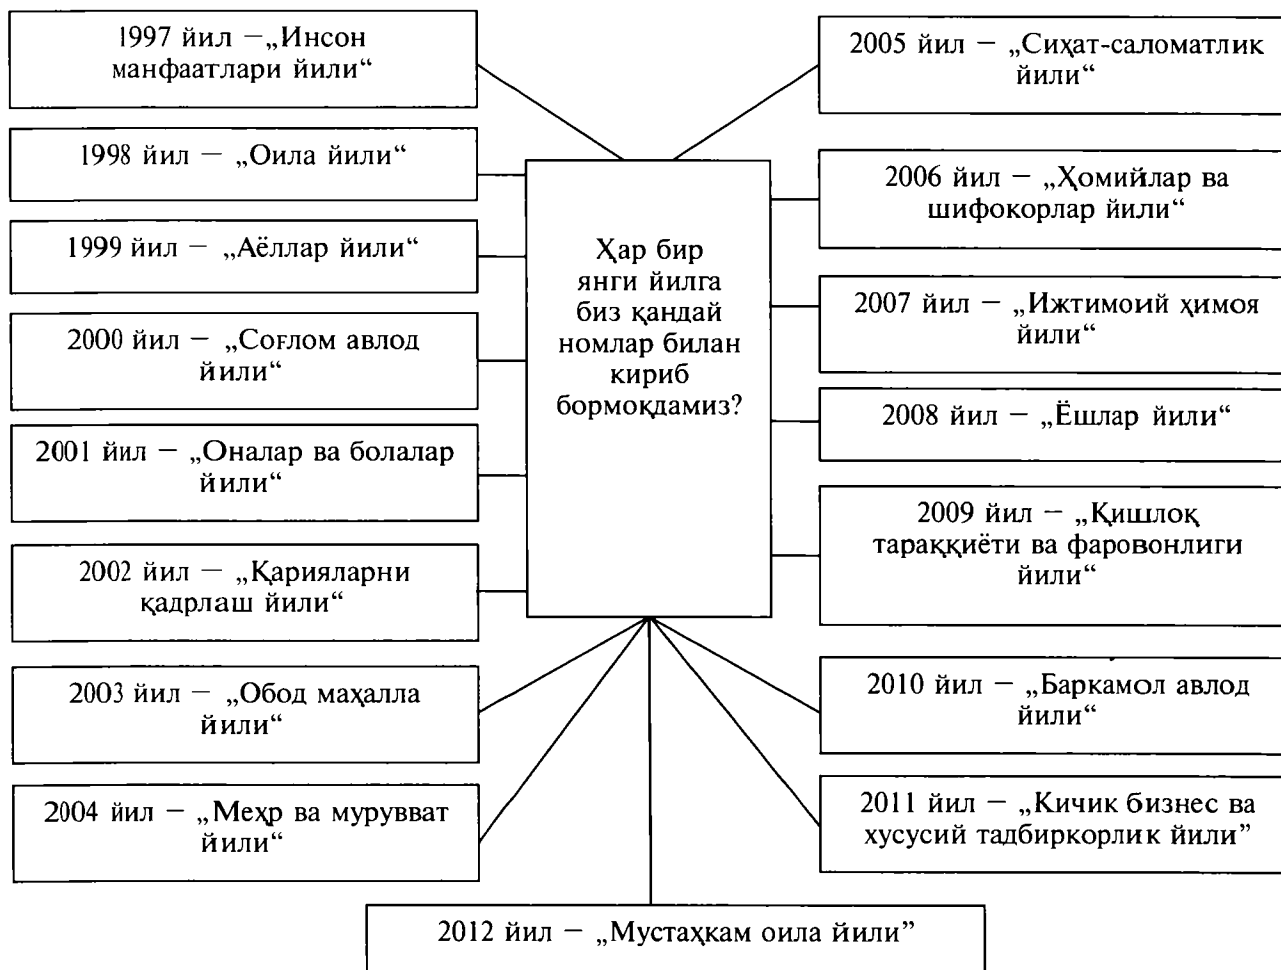 1997 йил −„Инсон
манфаатлари йили“
1998 йил − „Оила йили“
1999 йил − „Аёллар йили“
2000 йил − „Соғлом авлод
йили“
2001 йил − „Оналар ва болалар
йили“
2002 йил − „Қарияларни
қадрлаш йили“
2003 йил − „Обод маҳалла
йили“
2004 йил − „Меҳр ва мурувват
йили“
Ҳар бир
янги йилга
биз қандай
номлар билан
кириб
бормоқдамиз?
2005 йил − „Сиҳат-саломатлик
йили“
2006 йил − „Ҳомийлар ва
шифокорлар йили“
2007 йил − „Ижтимоий ҳимоя
йили“
2008 йил − „Ёшлар йили“
2009 йил − „Қишлоқ
тараққиёти ва фаровонлиги
йили“
2010 йил − „Баркамол авлод
йили“
2011 йил − „Кичик бизнес ва
хусусий тадбиркорлик йили”
2012 йил − „Мустаҳкам оила йили”